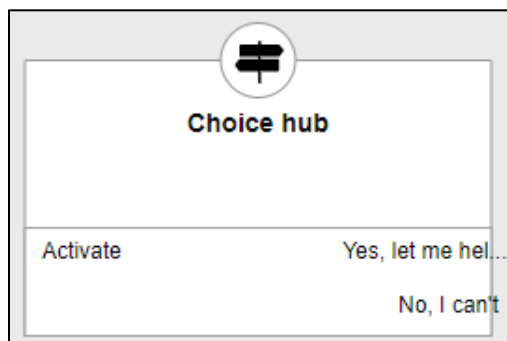 Choice hub
Activate Yes, let me hel...
No, I can't